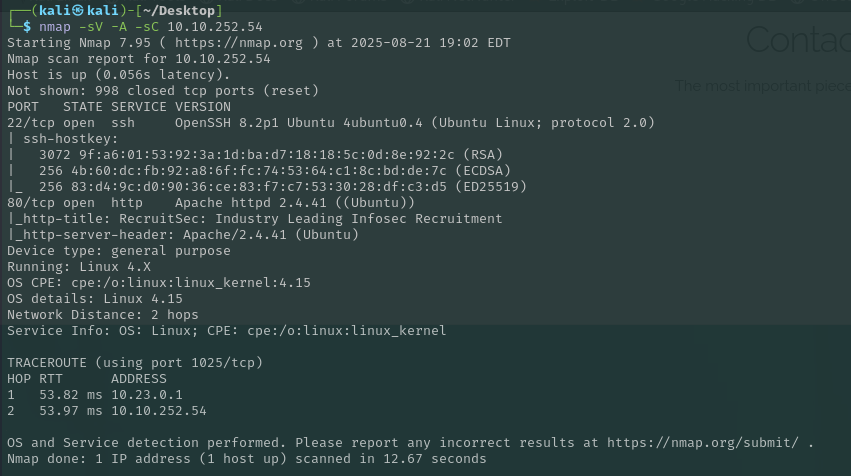 ┌──(kali㉿kali)-[~/Desktop]
└─$ nmap -sV -A -sC 10.10.252.54
Starting Nmap 7.95 ( https://nmap.org ) at 2025-08-21 19:02 EDT
Nmap scan report for 10.10.252.54
Host is up (0.056s latency).
Not shown: 998 closed tcp ports (reset)
PORT   STATE SERVICE VERSION
22/tcp open  ssh     OpenSSH 8.2p1 Ubuntu 4ubuntu0.4 (Ubuntu Linux; protocol 2.0)
| ssh-hostkey:
|   3072 9f:a6:01:53:92:3a:1d:ba:d7:18:18:5c:0d:8e:92:2c (RSA)
|   256 4b:60:dc:fb:92:a8:6f:fc:74:53:64:c1:8c:bd:de:7c (ECDSA)
|_  256 83:d4:9c:d0:90:36:ce:83:f7:c7:53:30:28:df:c3:d5 (ED25519)
80/tcp open  http    Apache httpd 2.4.41 ((Ubuntu))
|_http-title: RecruitSec: Industry Leading Infosec Recruitment
|_http-server-header: Apache/2.4.41 (Ubuntu)
Device type: general purpose
Running: Linux 4.X
OS CPE: cpe:/o:linux:linux_kernel:4.15
OS details: Linux 4.15
Network Distance: 2 hops
Service Info: OS: Linux; CPE: cpe:/o:linux:linux_kernel
TRACEROUTE (using port 1025/tcp)
HOP RTT      ADDRESS
1   53.82 ms 10.23.0.1
2   53.97 ms 10.10.252.54
OS and Service detection performed. Please report any incorrect results at https://nmap.org/submit/ .
Nmap done: 1 IP address (1 host up) scanned in 12.67 seconds
Contac
The most important piec